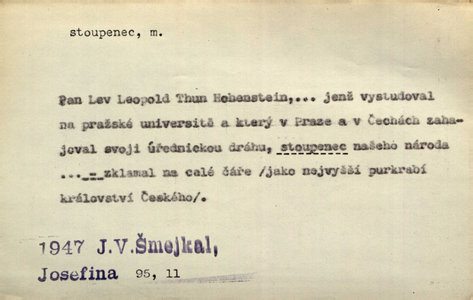 stoupenec, m.
Pan Lev Leopold Thun Hohenstein,... jenž vystudoval
na pražské universitě a který v Praze a v Čechách zaha-
joval svoji úřednickou dráhu, stoupenec našeho národa
...-zklamal na celé čáře /jako nejvyšší purkrabí
království Českého/.
1947 J.V.Šmejkal,
Josefina 95, 11